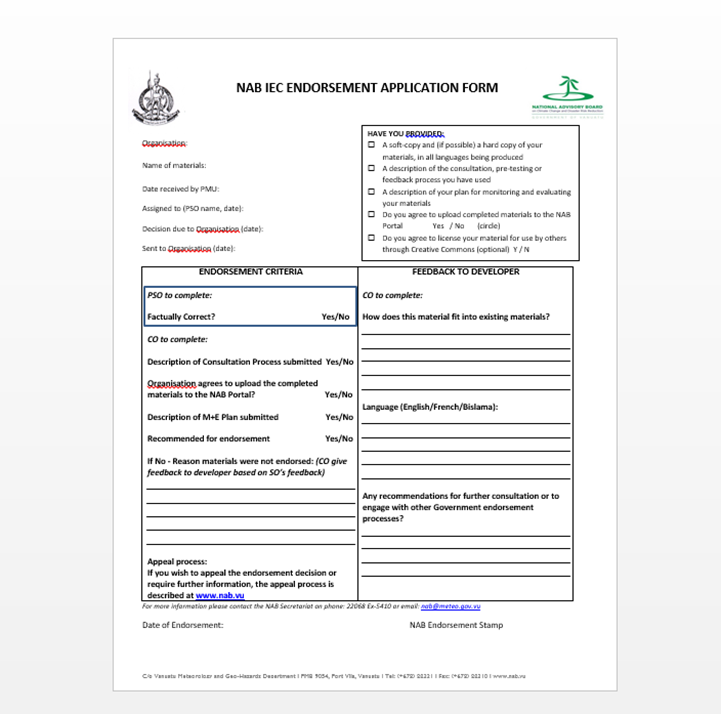 NAB IEC ENDORSEMENT APPLICATION FORM
NATIONAL ADVISORY BOARD
GOVERNMENT OF VANUATU
Organisation:
Name of materials:
Date received by PMU:
Assigned to (PSO name, date):
Decision due to Organisation (date):
Sent to Organisation (date):
HAVE YOU PROVIDED:
A soft-copy and (if possible) a hard copy of your
materials, in all languages being produced
A description of the consultation, pre-testing or
feedback process you have used
A description of your plan for monitoring and evaluating
your materials
Do you agree to upload completed materials to the NAB
Portal Yes / No (circle)
Do you agree to license your material for use by others
through Creative Commons (optional) Y / N
ENDORSEMENT CRITERIA
PSO to complete:
Factually Correct? Yes/No
CO to complete:
Description of Consultation Process submitted Yes/No
Organisation agrees to upload the completed
materials to the NAB Portal? Yes/No
Description of M+E Plan submitted Yes/No
Recommended for endorsement Yes/No
If No - Reason materials were not endorsed: (CO give
feedback to developer based on SO's feedback)
Appeal process:
If you wish to appeal the endorsement decision or
require further information, the appeal process is
described at www.nab.vu
FEEDBACK TO DEVELOPER
CO to complete:
How does this material fit into existing materials?
Language (English/French/Bislama):
Any recommendations for further consultation or to
engage with other Government endorsement
processes?
For more information please contact the NAB Secretariat on phone: 22068 Ex-5410 or email: nab@meteo.gov.vu
Date of Endorsement: NAB Endorsement Stamp
C/o Vanuatu Meteorology and Geo-Hazards Department | PMB 9054, Port Vila, Vanuatu | Tel: (+678) 22331 | Fax: (+678) 22310 | www.nab.vu